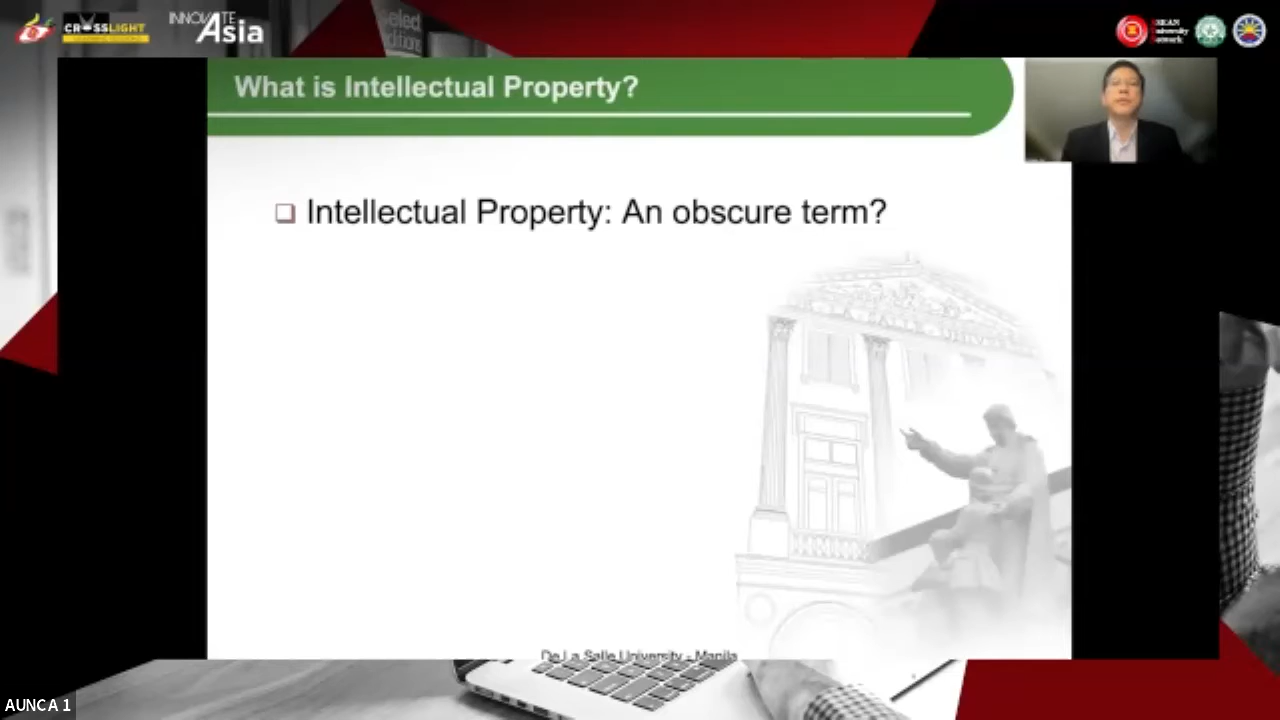 CROSSLIGHT
INNOVATE
Asia
Selected
What is Intellectual Property?
Intellectual Property: An obscure term?
De La Salle University - Manila
AUNCA 1